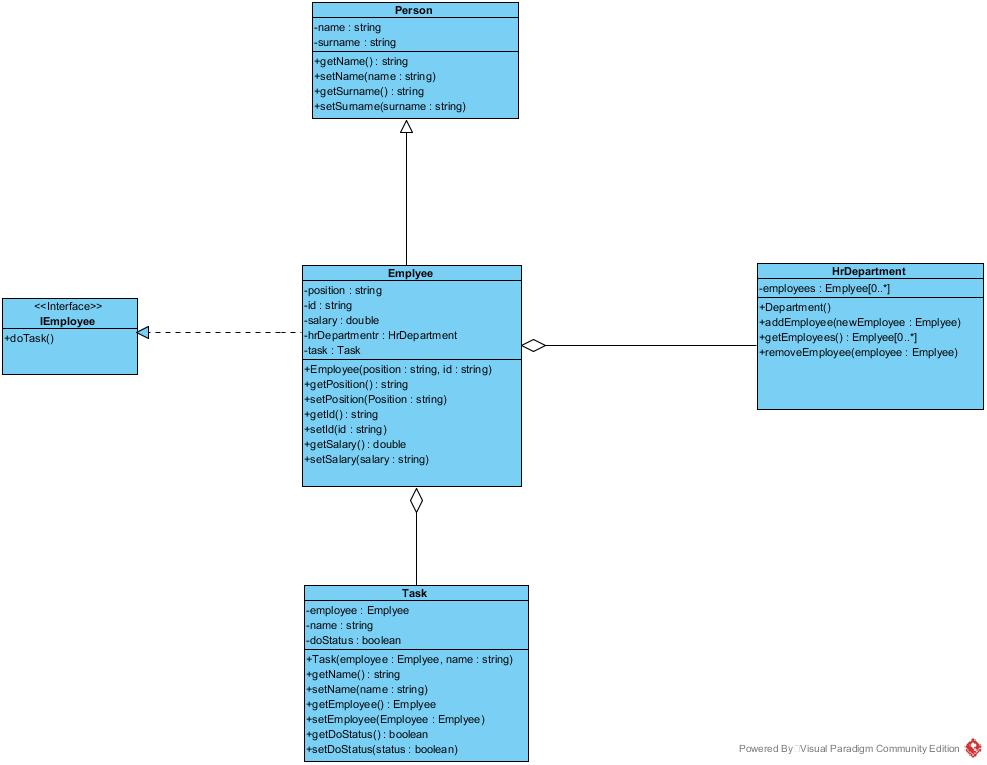 Person
-name : string
-surname : string
+getName() : string
+setName(name : string)
+getSurname() : string
+setSurname(surname : string)
<<Interface>>
IEmployee
+doTask()
Emplyee
-position : string
-id : string
-salary : double
-hrDepartmentr : HrDepartment
-task : Task
+Employee(position : string, id : string)
+getPosition() : string
+setPosition(Position : string)
+getId() : string
+setId(id : string)
+getSalary() : double
+setSalary(salary : string)
HrDepartment
-employees : Emplyee[0..*]
+Department()
+addEmployee(newEmployee : Emplyee)
+getEmployees() : Emplyee[0..*]
+removeEmployee(employee : Emplyee)
Task
-employee : Emplyee
-name : string
-doStatus : boolean
+Task(employee : Emplyee, name : string)
+getName() : string
+setName(name : string)
+getEmployee() : Emplyee
+setEmployee(Employee : Emplyee)
+getDoStatus() : boolean
+setDoStatus(status : boolean)
Powered By Visual Paradigm Community Edition